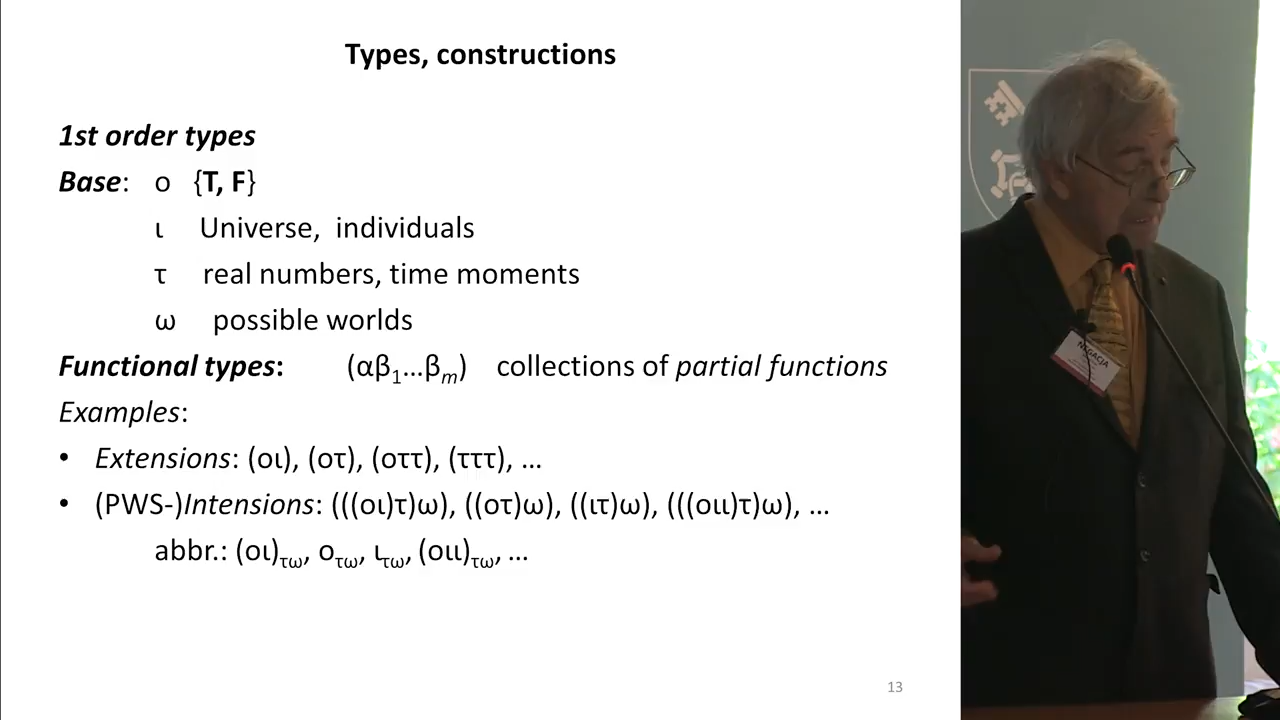 Types, constructions
1st order types
Base: ο {T, F}
ι Universe, individuals
τ real numbers, time moments
ω possible worlds
Functional types: (αβ₁…βₘ) collections of partial functions
Examples:
• Extensions: (οι), (οτ), (οττ), (τττ), …
• (PWS-)Intensions: (((οι)τ)ω), ((οτ)ω), ((ιτ)ω), (((οιι)τ)ω), …
abbr.: (οι)τω, οτω, ιτω, (οιι)τω, …
13
NEGACJA